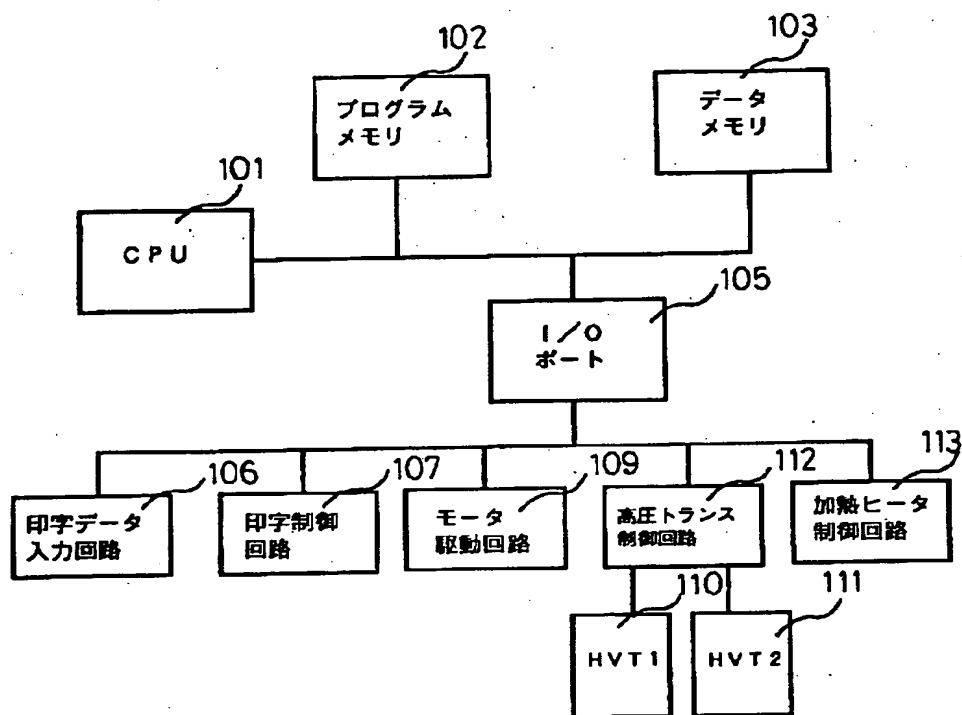 102
プログラム
メモリ
103
データ
メモリ
101
CPU
105
I/O
ポート
106
印字データ
入力回路
107
印字制御
回路
109
モータ
駆動回路
112
高圧トランス
制御回路
113
加熱ヒータ
制御回路
110
HVT1
111
HVT2